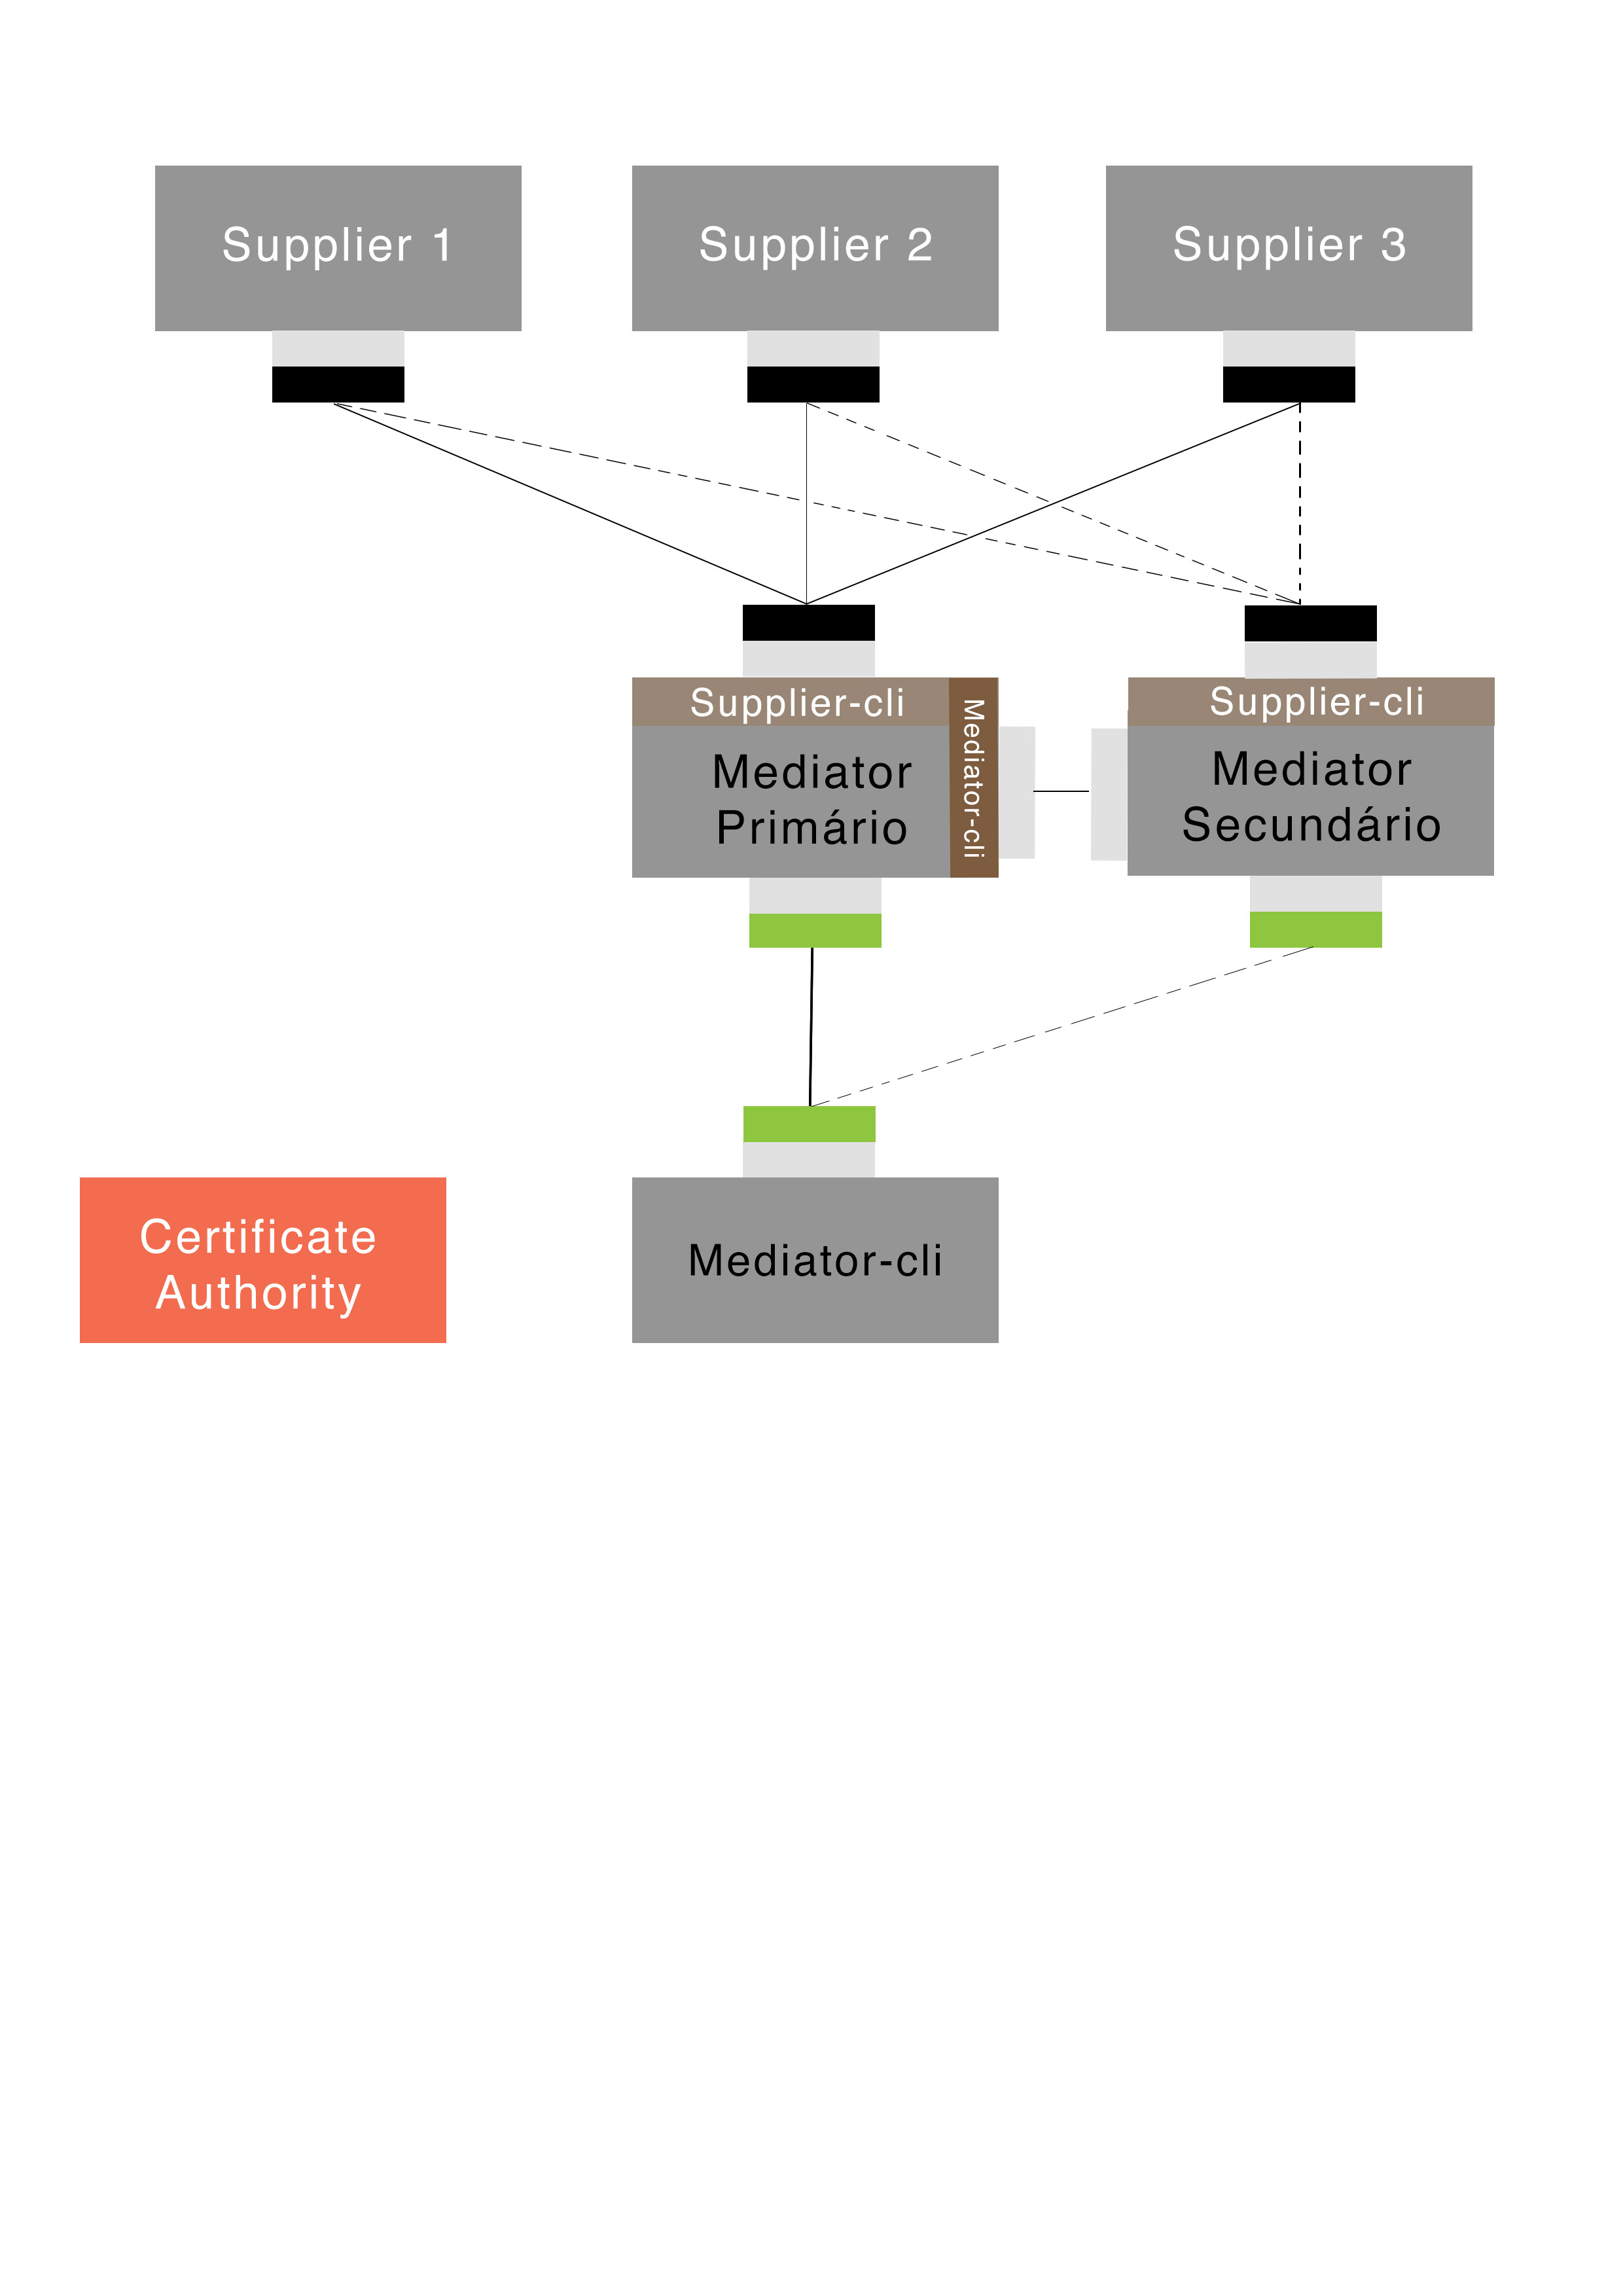 Supplier 1
Supplier 2
Supplier 3
Supplier-cli
Mediator-cli
Mediator
Primário
Supplier-cli
Mediator
Secundário
Certificate
Authority
Mediator-cli